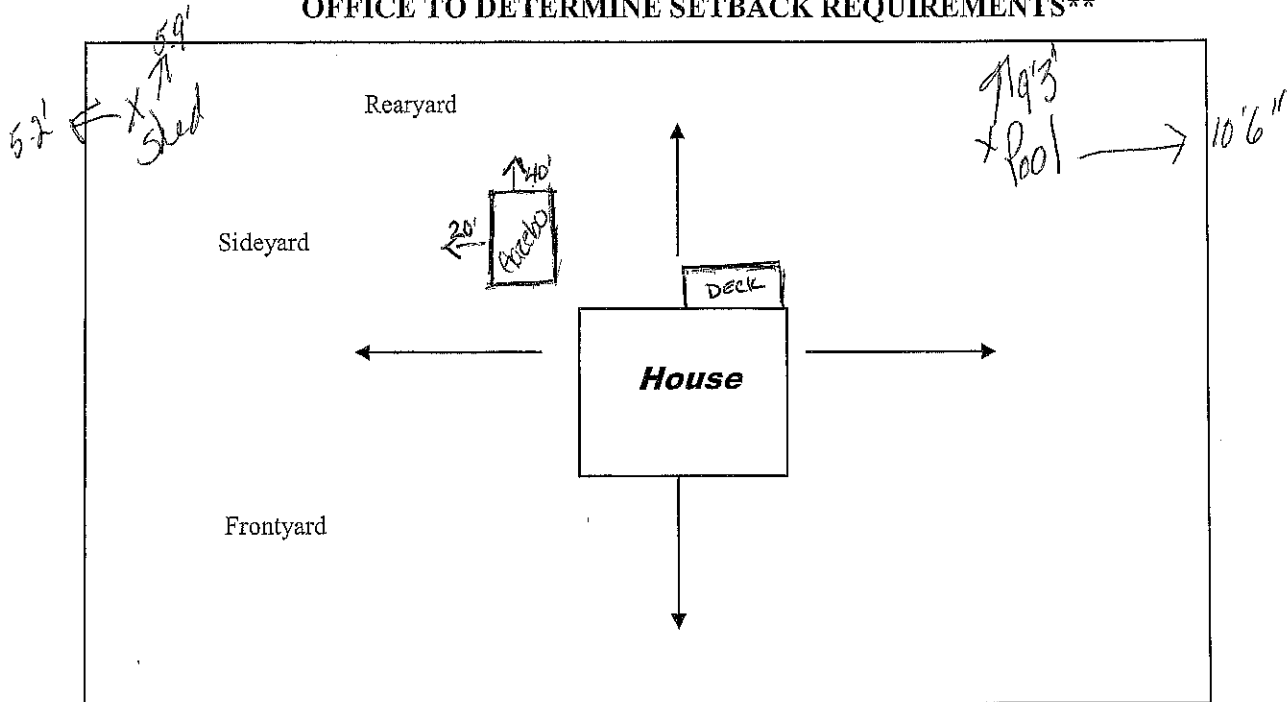 OFFICE TO DETERMINE SETBACK REQUIREMENTS**
5.9'
5.2'
X
Shed
Rearyard
9'3"
X Pool
10'6"
40'
20'
Gazebo
Sideyard
DECK
House
Frontyard